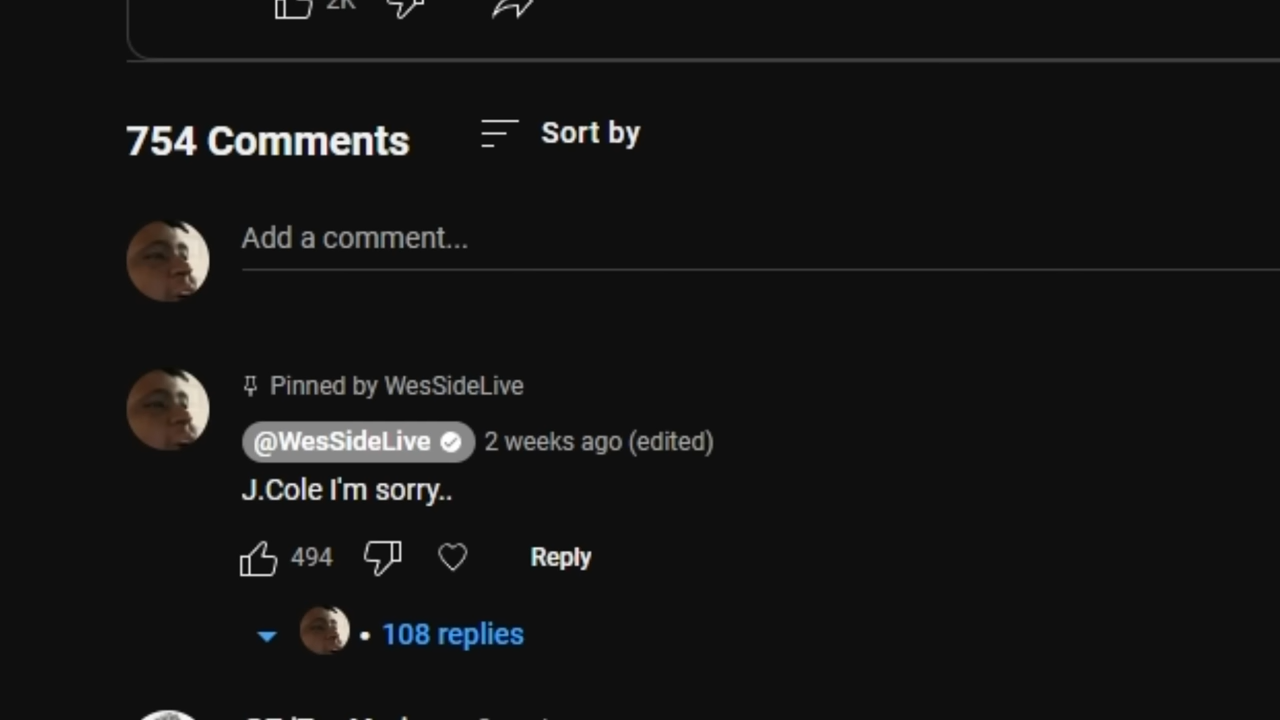 2K
754 Comments
Sort by
Add a comment...
Pinned by WesSideLive
@WesSideLive 2 weeks ago (edited)
J.Cole I'm sorry..
494 Reply
• 108 replies